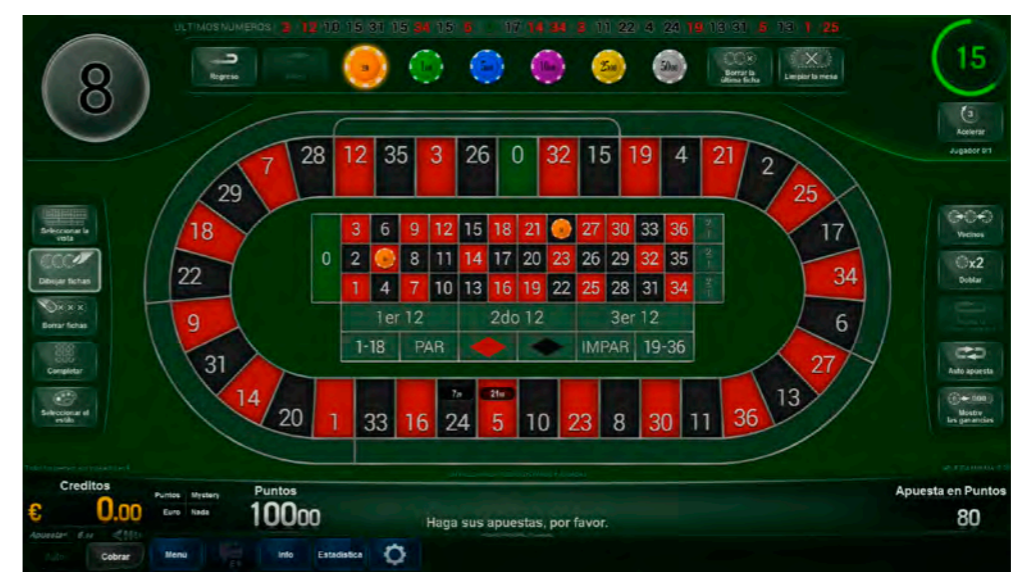 ULTIMOS NUMEROS: 3 12 10 15 31 15 34 15 17 14 34 3 11 22 4 24 19 13 31 5 13 1 25
8
Regreso
Borrar la
última ficha
Limpiar la mesa
15
3
Acelerar
Jugador 0/1
28 12 35 3 26 0 32 15 19 4 21
7 2
29 25
18 17
22 34
9 6
31 27
14 13
20 1 33 16 24 5 10 23 8 30 11 36
3 6 9 12 15 18 21 27 30 33 36
0 2 8 11 14 17 20 23 26 29 32 35
1 4 7 10 13 16 19 22 25 28 31 34
1er 12 2do 12 3er 12
1-18 PAR IMPAR 19-36
Seleccionar la
vista
Dibujar fichas
Borrar fichas
Completar
Seleccionar el
estilo
Vecinos
x2
Doblar
Auto apuesta
Mostre
las ganancias
Creditos
€ 0.00
Puntos Mystery
Euro Nada
Puntos
10000
Haga sus apuestas, por favor.
Apuesta en Puntos
80
Cobrar Menu Info Estadistica